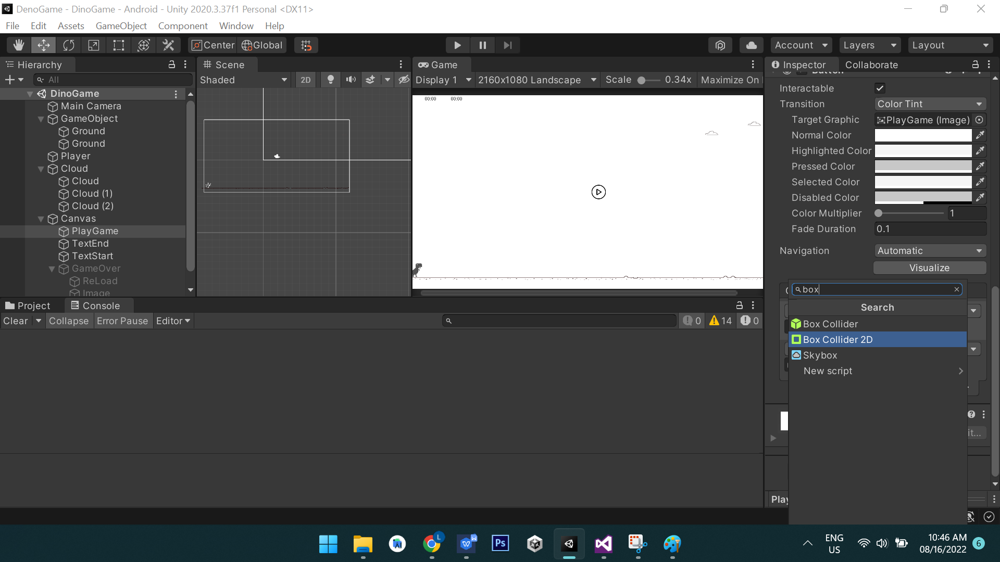 DenoGame - DinoGame - Android - Unity 2020.3.37f1 Personal <DX11>
File Edit Assets GameObject Component Window Help
Center Global Account Layers Layout
Hierarchy
All
DinoGame
Main Camera
GameObject
Ground
Ground
Player
Cloud
Cloud
Cloud (1)
Cloud (2)
Canvas
PlayGame
TextEnd
TextStart
GameOver
ReLoad
Image
Scene
Shaded 2D
Game
Display 1 2160x1080 Landscape Scale 0.34x Maximize On
00:00 00:00
Inspector Collaborate
Button
Interactable
Transition Color Tint
Target Graphic PlayGame (Image)
Normal Color
Highlighted Color
Pressed Color
Selected Color
Disabled Color
Color Multiplier 1
Fade Duration 0.1
Navigation Automatic
Visualize
box
Search
Box Collider
Box Collider 2D
Skybox
New script
it...
Play
Project Console
Clear Collapse Error Pause Editor 0 14 0
W
L
Ps
ENG
US
10:46 AM
08/16/2022
6